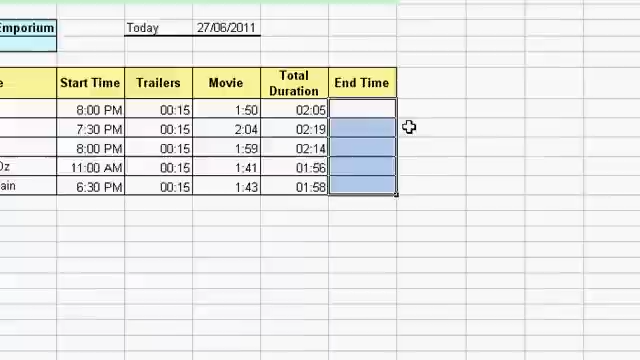 Emporium
Today 27/06/2011
Start Time Trailers Movie Total Duration End Time
8:00 PM 00:15 1:50 02:05
7:30 PM 00:15 2:04 02:19
8:00 PM 00:15 1:59 02:14
Oz 11:00 AM 00:15 1:41 01:56
ain 6:30 PM 00:15 1:43 01:58